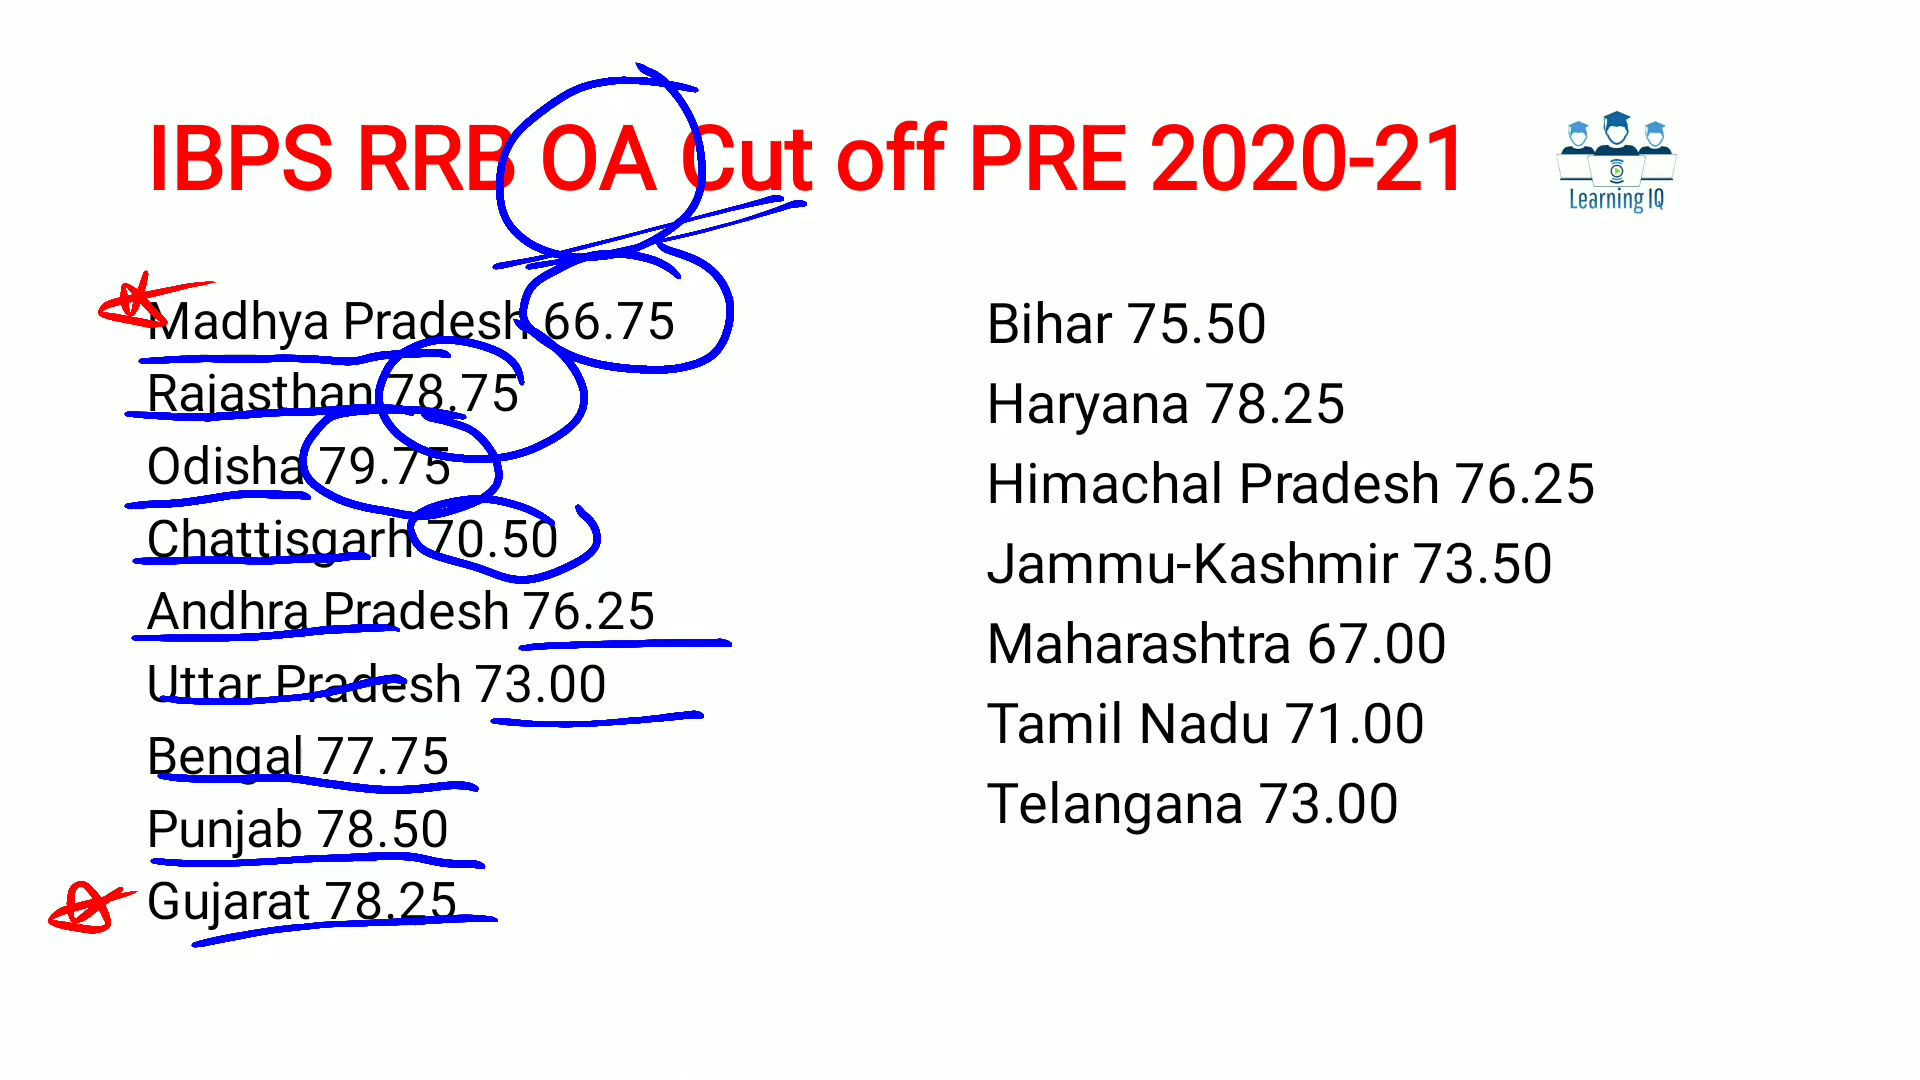 IBPS RRB OA Cut off PRE 2020-21
Learning IQ
Madhya Pradesh 66.75
Rajasthan 78.75
Odisha 79.75
Chattisgarh 70.50
Andhra Pradesh 76.25
Uttar Pradesh 73.00
Bengal 77.75
Punjab 78.50
Gujarat 78.25
Bihar 75.50
Haryana 78.25
Himachal Pradesh 76.25
Jammu-Kashmir 73.50
Maharashtra 67.00
Tamil Nadu 71.00
Telangana 73.00